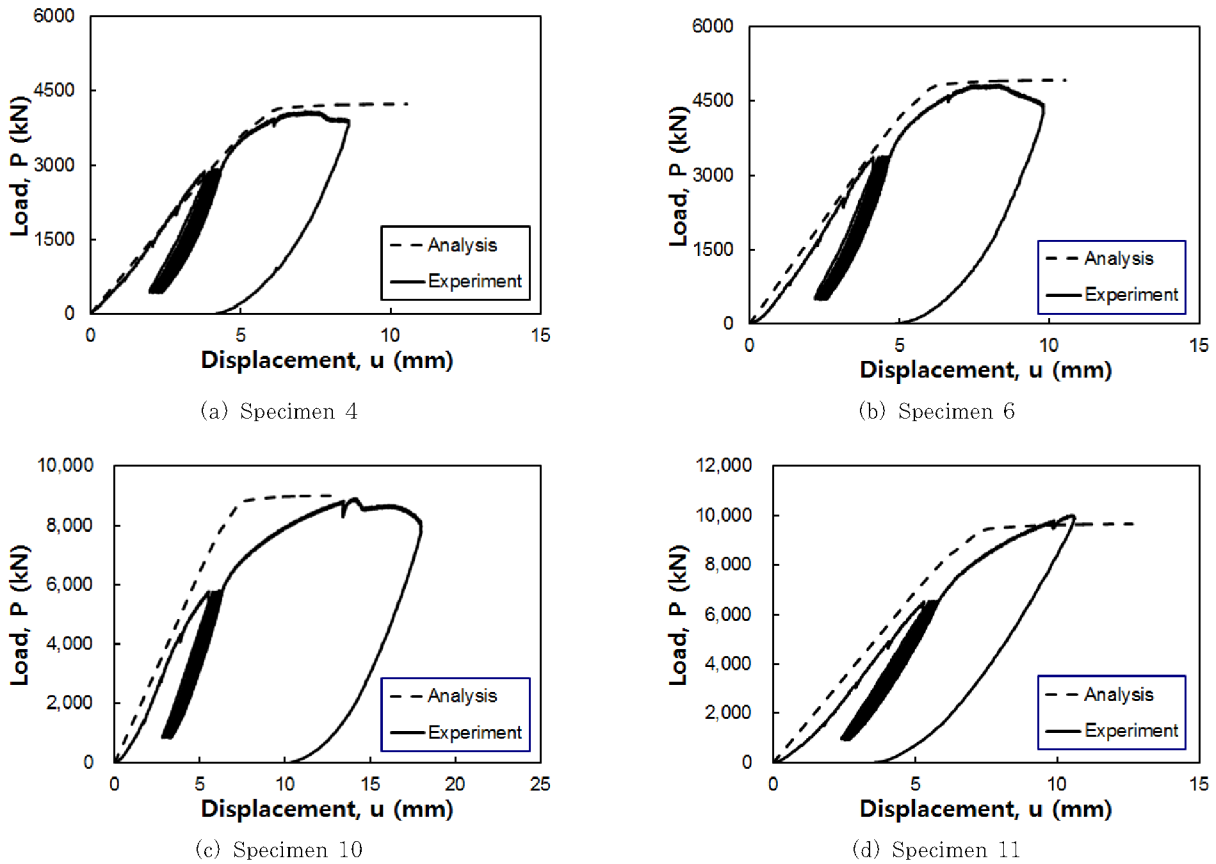 6000
4500
3000
1500
0
0 5 10 15
Load, P (kN)
Displacement, u (mm)
Analysis
Experiment
(a) Specimen 4
6000
4500
3000
1500
0
0 5 10 15
Load, P (kN)
Displacement, u (mm)
Analysis
Experiment
(b) Specimen 6
10,000
8,000
6,000
4,000
2,000
0
0 5 10 15 20 25
Load, P (kN)
Displacement, u (mm)
Analysis
Experiment
(c) Specimen 10
12,000
10,000
8,000
6,000
4,000
2,000
0
0 5 10 15
Load, P (kN)
Displacement, u (mm)
Analysis
Experiment
(d) Specimen 11